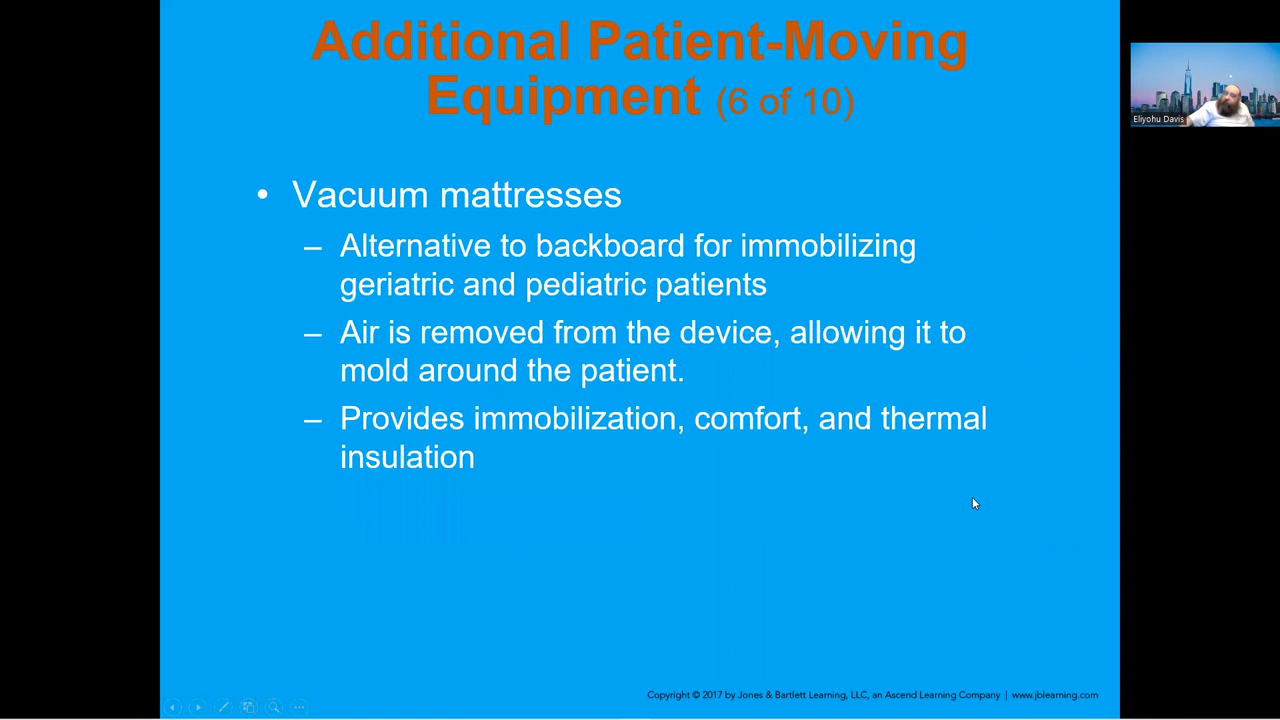 Additional Patient-Moving
Equipment (6 of 10)
• Vacuum mattresses
– Alternative to backboard for immobilizing
geriatric and pediatric patients
– Air is removed from the device, allowing it to
mold around the patient.
– Provides immobilization, comfort, and thermal
insulation
Eliyohu Davis
Copyright © 2017 by Jones & Bartlett Learning, LLC, an Ascend Learning Company | www.jblearning.com